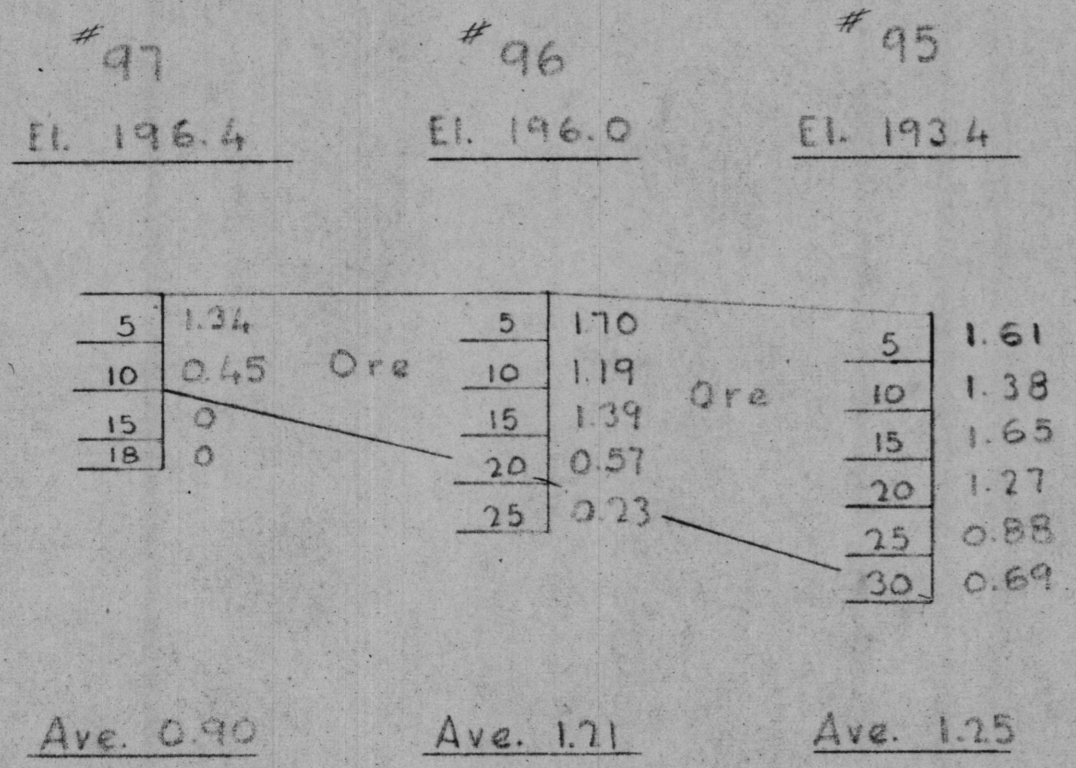 # 97
El. 196.4
5 1.34
10 0.45
15 0
18 0
Ave. 0.90
# 96
El. 196.0
Ore
5 1.70
10 1.19
15 1.39
20 0.57
25 0.23
Ave. 1.21
# 95
El. 193.4
Ore
5 1.61
10 1.38
15 1.65
20 1.27
25 0.88
30 0.69
Ave. 1.25